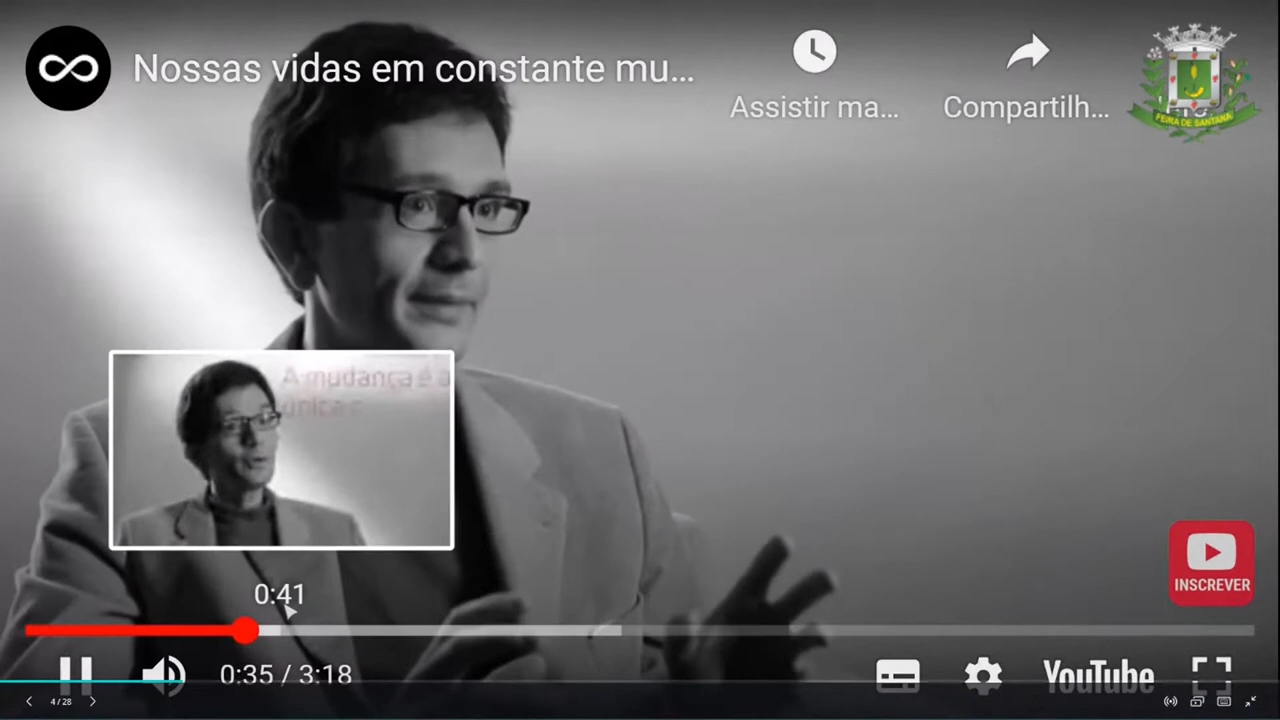 Nossas vidas em constante mu...
Assistir ma...
Compartilh...
FEIRA DE SANTANA
A mudança é a
única
0:41
INSCREVER
0:35 / 3:18
YouTube
4 / 28